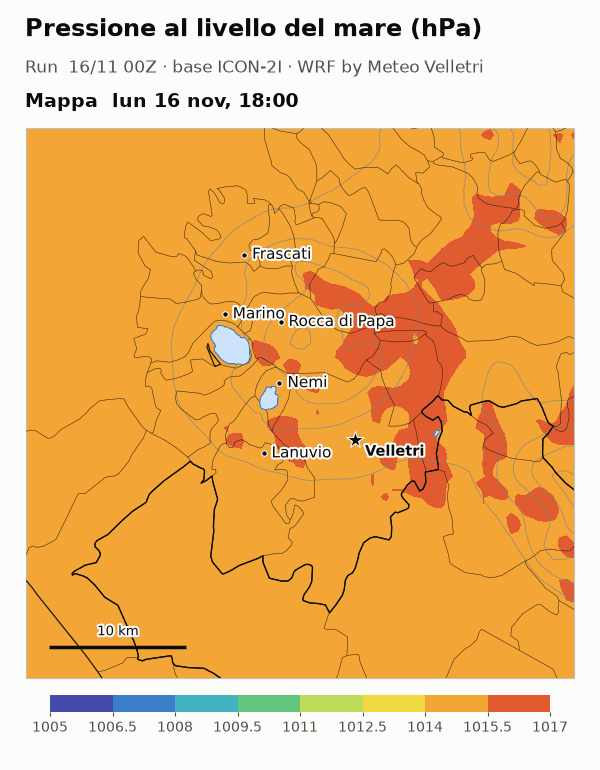 Pressione al livello del mare (hPa)
Run  16/11 00Z · base ICON-2I · WRF by Meteo Velletri
Mappa  lun 16 nov, 18:00
Frascati
Marino
Rocca di Papa
Nemi
Velletri
Lanuvio
10 km
1005 1006.5 1008 1009.5 1011 1012.5 1014 1015.5 1017